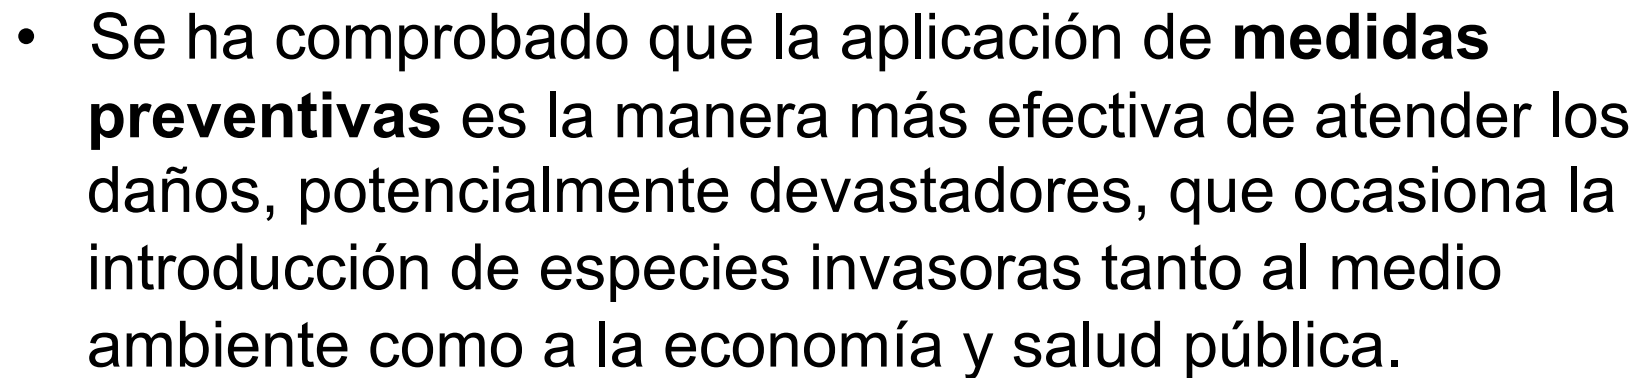 • Se ha comprobado que la aplicación de medidas
preventivas es la manera más efectiva de atender los
daños, potencialmente devastadores, que ocasiona la
introducción de especies invasoras tanto al medio
ambiente como a la economía y salud pública.